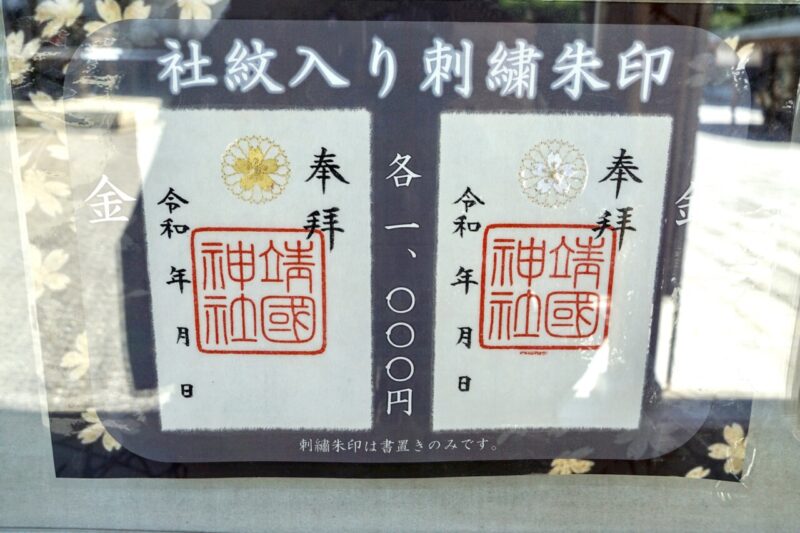 社紋入り刺繍朱印
金
奉拝
靖國神社
令和 年 月 日
各一、〇〇〇円
奉拝
靖國神社
令和 年 月 日
刺繍朱印は書置きのみです。